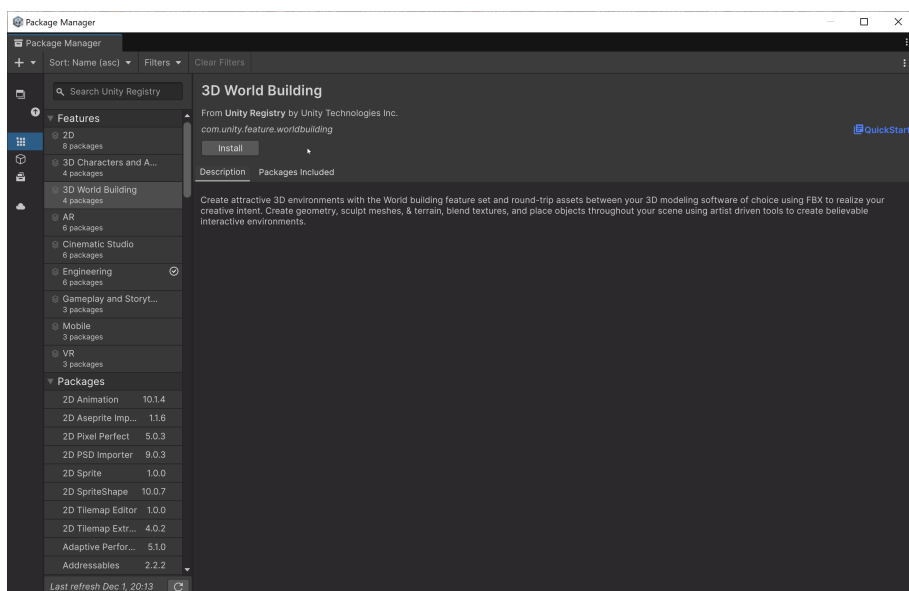 Package Manager
Package Manager
Sort: Name (asc)
Filters
Clear Filters
Search Unity Registry
Features
2D
8 packages
3D Characters and A...
4 packages
3D World Building
4 packages
AR
6 packages
Cinematic Studio
6 packages
Engineering
6 packages
Gameplay and Storyt...
3 packages
Mobile
3 packages
VR
3 packages
Packages
2D Animation 10.1.4
2D Aseprite Imp... 1.1.6
2D Pixel Perfect 5.0.3
2D PSD Importer 9.0.3
2D Sprite 1.0.0
2D SpriteShape 10.0.7
2D Tilemap Editor 1.0.0
2D Tilemap Extr... 4.0.2
Adaptive Perfor... 5.1.0
Addressables 2.2.2
Last refresh Dec 1, 20:13
3D World Building
From Unity Registry by Unity Technologies Inc.
com.unity.feature.worldbuilding
QuickStart
Install
Description Packages Included
Create attractive 3D environments with the World building feature set and round-trip assets between your 3D modeling software of choice using FBX to realize your
creative intent. Create geometry, sculpt meshes, & terrain, blend textures, and place objects throughout your scene using artist driven tools to create believable
interactive environments.